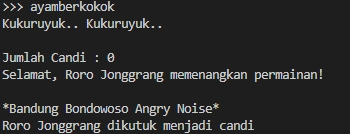 >>> ayamberkokok
Kukuruyuk.. Kukuruyuk..
Jumlah Candi : 0
Selamat, Roro Jonggrang memenangkan permainan!
*Bandung Bondowoso Angry Noise*
Roro Jonggrang dikutuk menjadi candi